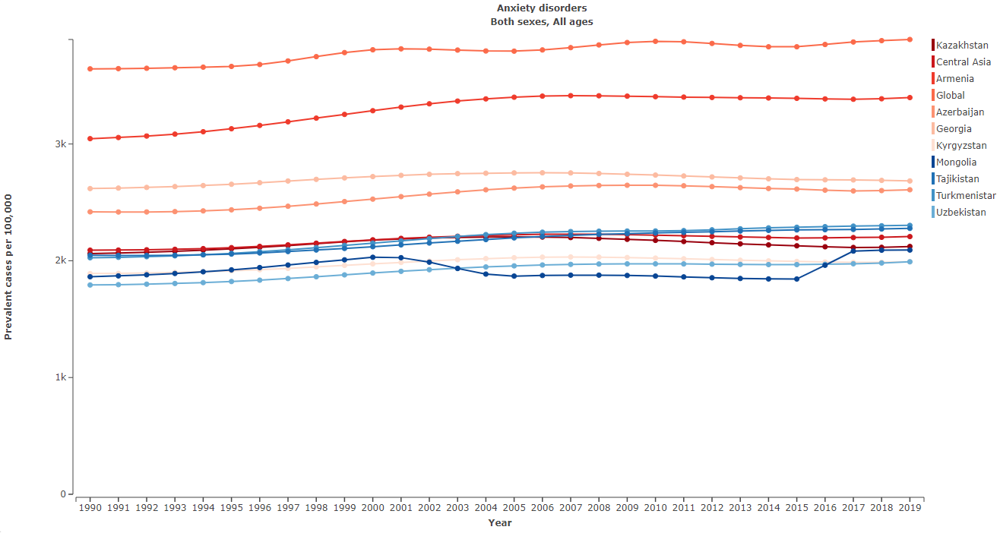 Anxiety disorders
Both sexes, All ages
Prevalent cases per 100,000
3k
2k
1k
0
1990 1991 1992 1993 1994 1995 1996 1997 1998 1999 2000 2001 2002 2003 2004 2005 2006 2007 2008 2009 2010 2011 2012 2013 2014 2015 2016 2017 2018 2019
Year
Kazakhstan
Central Asia
Armenia
Global
Azerbaijan
Georgia
Kyrgyzstan
Mongolia
Tajikistan
Turkmenistan
Uzbekistan